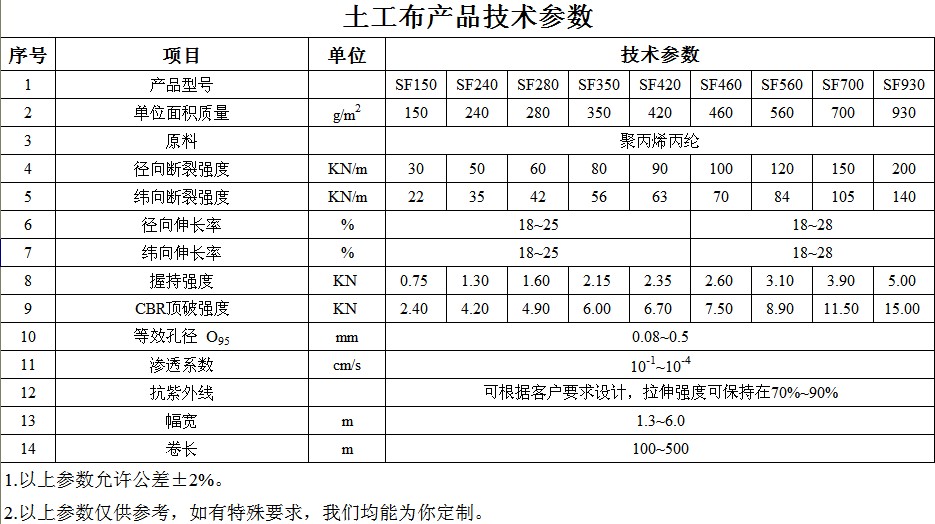 土工布产品技术参数
序号 项目 单位 技术参数
1 产品型号 SF150 SF240 SF280 SF350 SF420 SF460 SF560 SF700 SF930
2 单位面积质量 g/m² 150 240 280 350 420 460 560 700 930
3 原料 聚丙烯丙纶
4 径向断裂强度 KN/m 30 50 60 80 90 100 120 150 200
5 纬向断裂强度 KN/m 22 35 42 56 63 70 84 105 140
6 径向伸长率 % 18~25 18~28
7 纬向伸长率 % 18~25 18~28
8 握持强度 KN 0.75 1.30 1.60 2.15 2.35 2.60 3.10 3.90 5.00
9 CBR顶破强度 KN 2.40 4.20 4.90 6.00 6.70 7.50 8.90 11.50 15.00
10 等效孔径 O₉₅ mm 0.08~0.5
11 渗透系数 cm/s 10⁻¹~10⁻⁴
12 抗紫外线 可根据客户要求设计，拉伸强度可保持在70%~90%
13 幅宽 m 1.3~6.0
14 卷长 m 100~500
1.以上参数允许公差±2%。
2.以上参数仅供参考，如有特殊要求，我们均能为你定制。